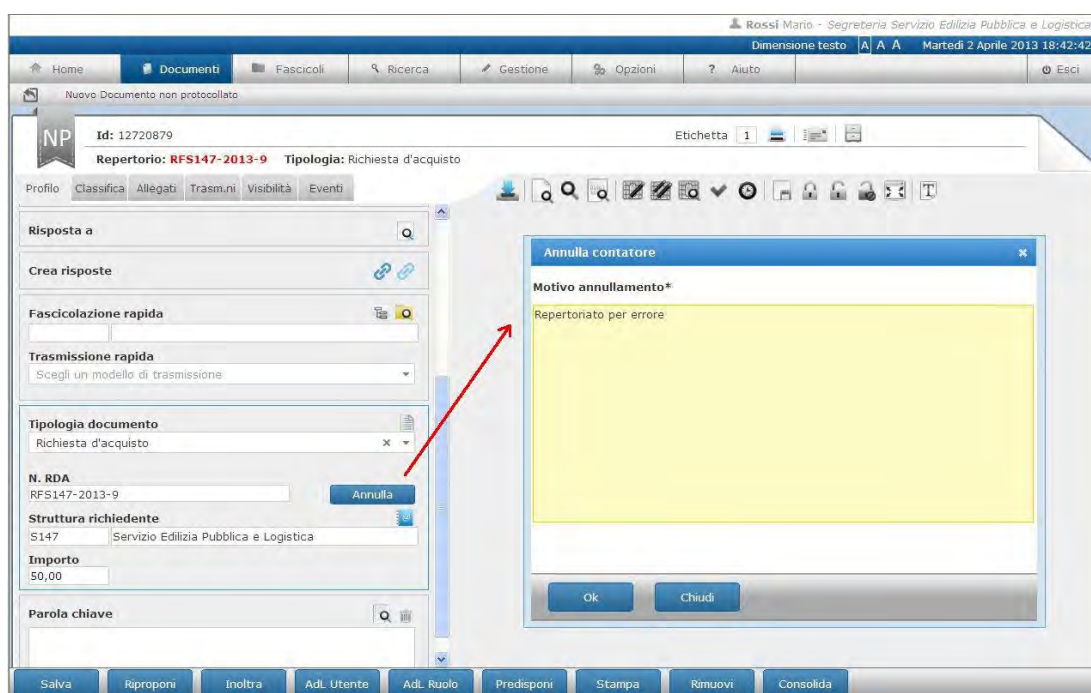 Rossi Mario - Segreteria Servizio Edilizia Pubblica e Logistica
Dimensione testo A A A Martedì 2 Aprile 2013 18:42:42
Home Documenti Fascicoli Ricerca Gestione Opzioni ? Aiuto Esci
Nuovo Documento non protocollato
NP
Id: 12720879
Etichetta 1
Repertorio: RFS147-2013-9 Tipologia: Richiesta d'acquisto
Profilo Classifica Allegati Trasm.ni Visibilità Eventi
Risposta a
Crea risposte
Fascicolazione rapida
Trasmissione rapida
Scegli un modello di trasmissione
Tipologia documento
Richiesta d'acquisto
N. RDA
RFS147-2013-9 Annulla
Struttura richiedente
S147 Servizio Edilizia Pubblica e Logistica
Importo
50,00
Parola chiave
Annulla contatore
Motivo annullamento*
Repertoriato per errore
Ok Chiudi
Salva Riproponi Inoltra AdL Utente AdL Ruolo Predisponi Stampa Rimuovi Consolida